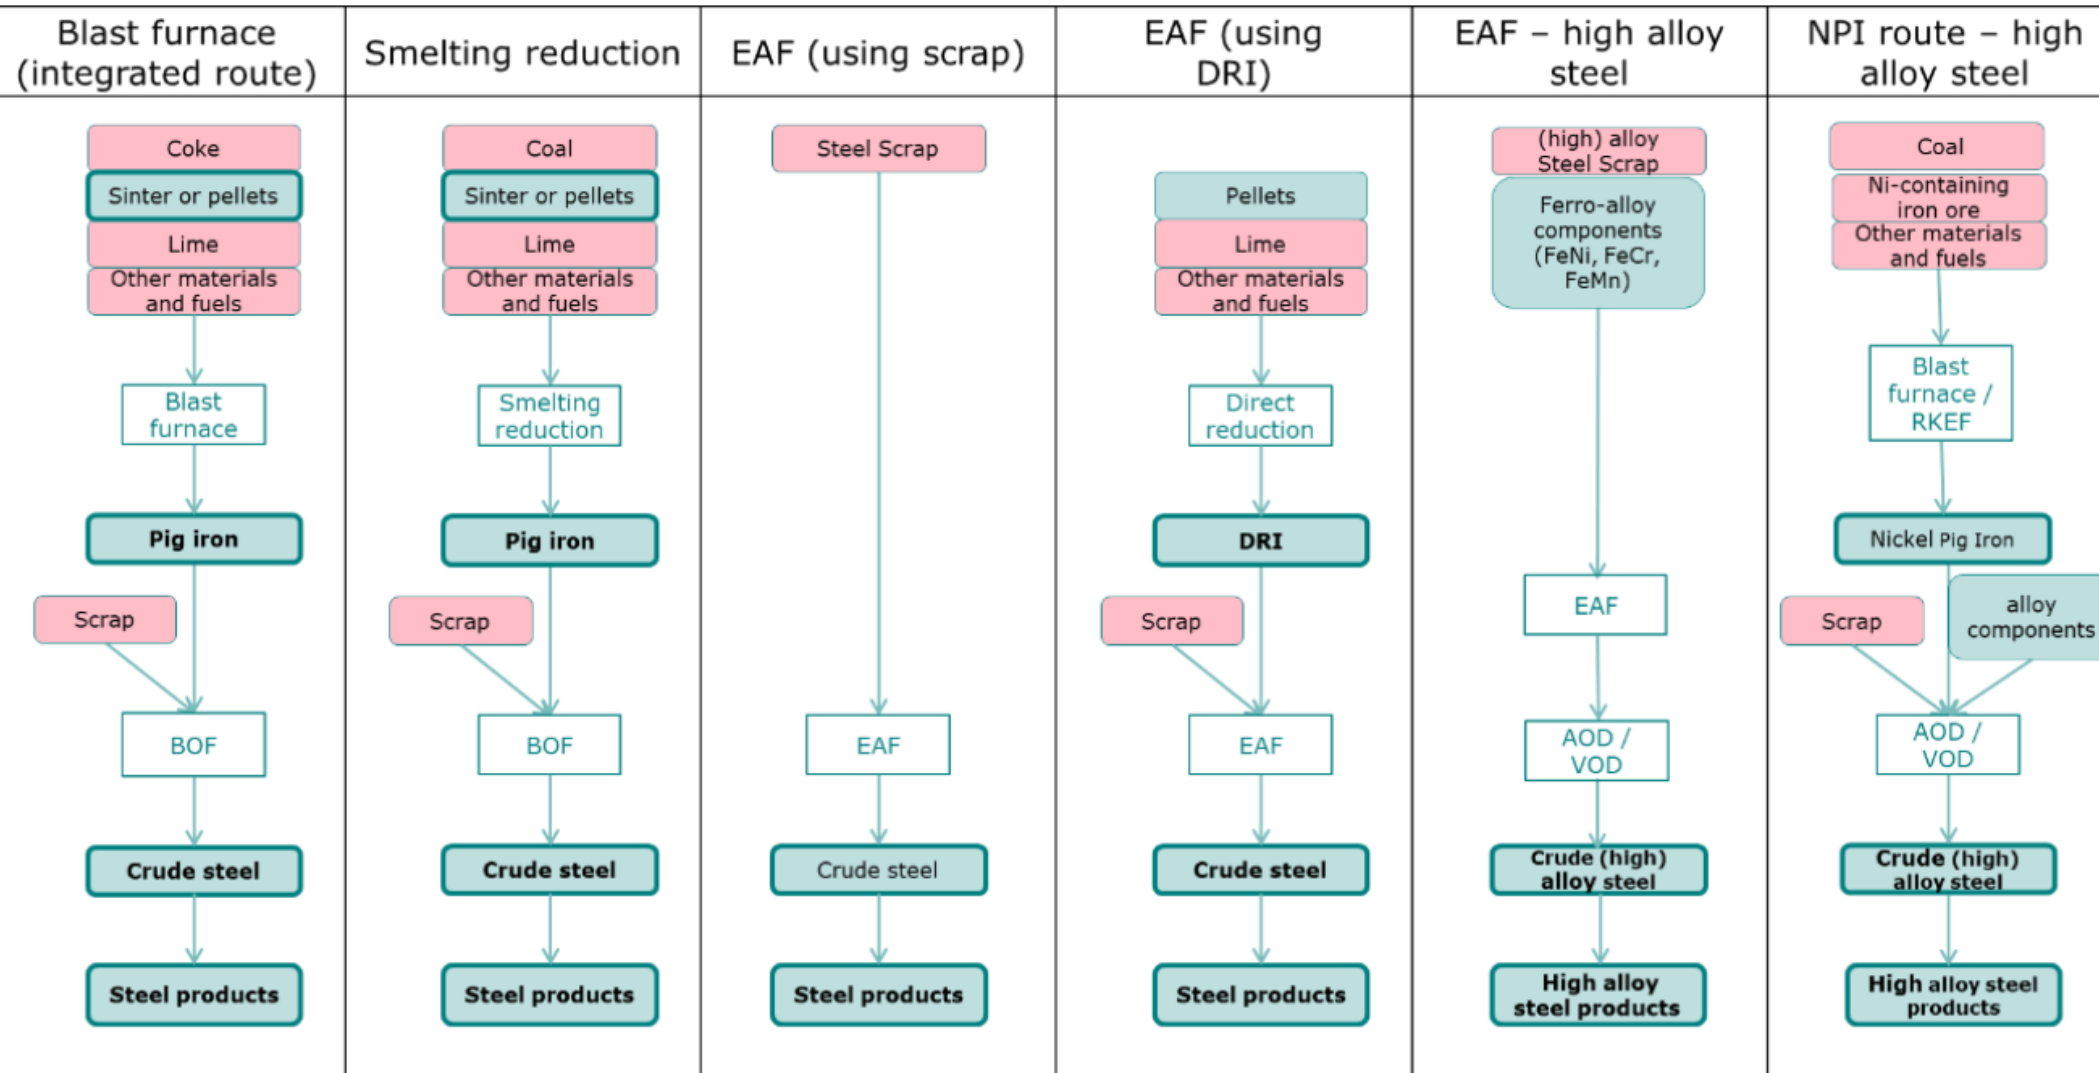 Blast furnace
(integrated route)
Smelting reduction
EAF (using scrap)
EAF (using
DRI)
EAF – high alloy
steel
NPI route – high
alloy steel
Coke
Sinter or pellets
Lime
Other materials
and fuels
Blast
furnace
Pig iron
Scrap
BOF
Crude steel
Steel products
Coal
Sinter or pellets
Lime
Other materials
and fuels
Smelting
reduction
Pig iron
Scrap
BOF
Crude steel
Steel products
Steel Scrap
EAF
Crude steel
Steel products
Pellets
Lime
Other materials
and fuels
Direct
reduction
DRI
Scrap
EAF
Crude steel
Steel products
(high) alloy
Steel Scrap
Ferro-alloy
components
(FeNi, FeCr,
FeMn)
EAF
AOD /
VOD
Crude (high)
alloy steel
High alloy
steel products
Coal
Ni-containing
iron ore
Other materials
and fuels
Blast
furnace /
RKEF
Nickel Pig Iron
Scrap
alloy
components
AOD /
VOD
Crude (high)
alloy steel
High alloy steel
products